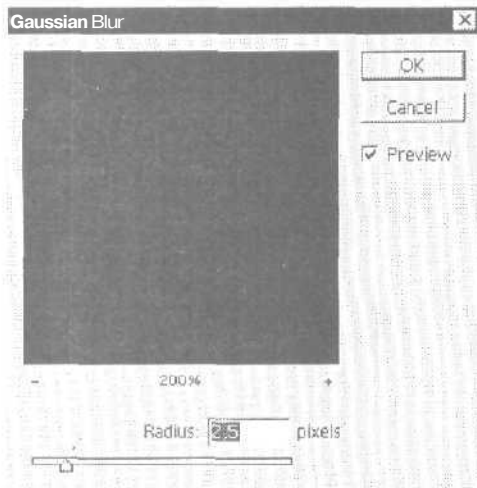 Gaussian Blur
OK
Cancel
Preview
- 200% +
Radius: 2.5 pixels